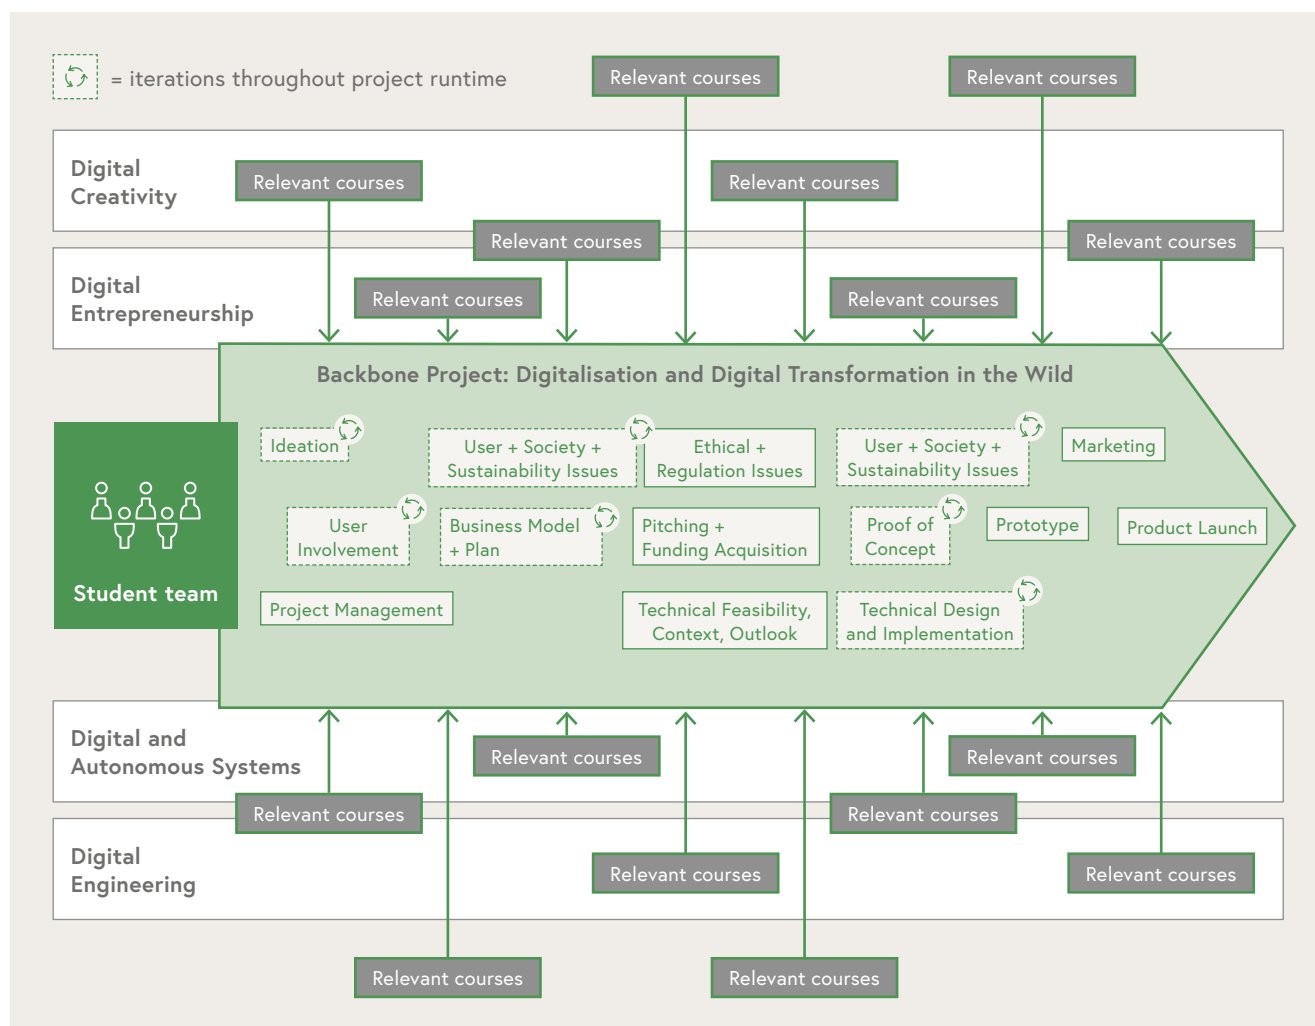 = iterations throughout project runtime
Relevant courses
Relevant courses
Digital
Creativity
Relevant courses
Relevant courses
Relevant courses
Relevant courses
Digital
Entrepreneurship
Relevant courses
Relevant courses
Backbone Project: Digitalisation and Digital Transformation in the Wild
Ideation
User + Society +
Sustainability Issues
Ethical +
Regulation Issues
User + Society +
Sustainability Issues
Marketing
User
Involvement
Business Model
+ Plan
Pitching +
Funding Acquisition
Proof of
Concept
Prototype
Product Launch
Student team
Project Management
Technical Feasibility,
Context, Outlook
Technical Design
and Implementation
Digital and
Autonomous Systems
Relevant courses
Relevant courses
Relevant courses
Relevant courses
Digital
Engineering
Relevant courses
Relevant courses
Relevant courses
Relevant courses